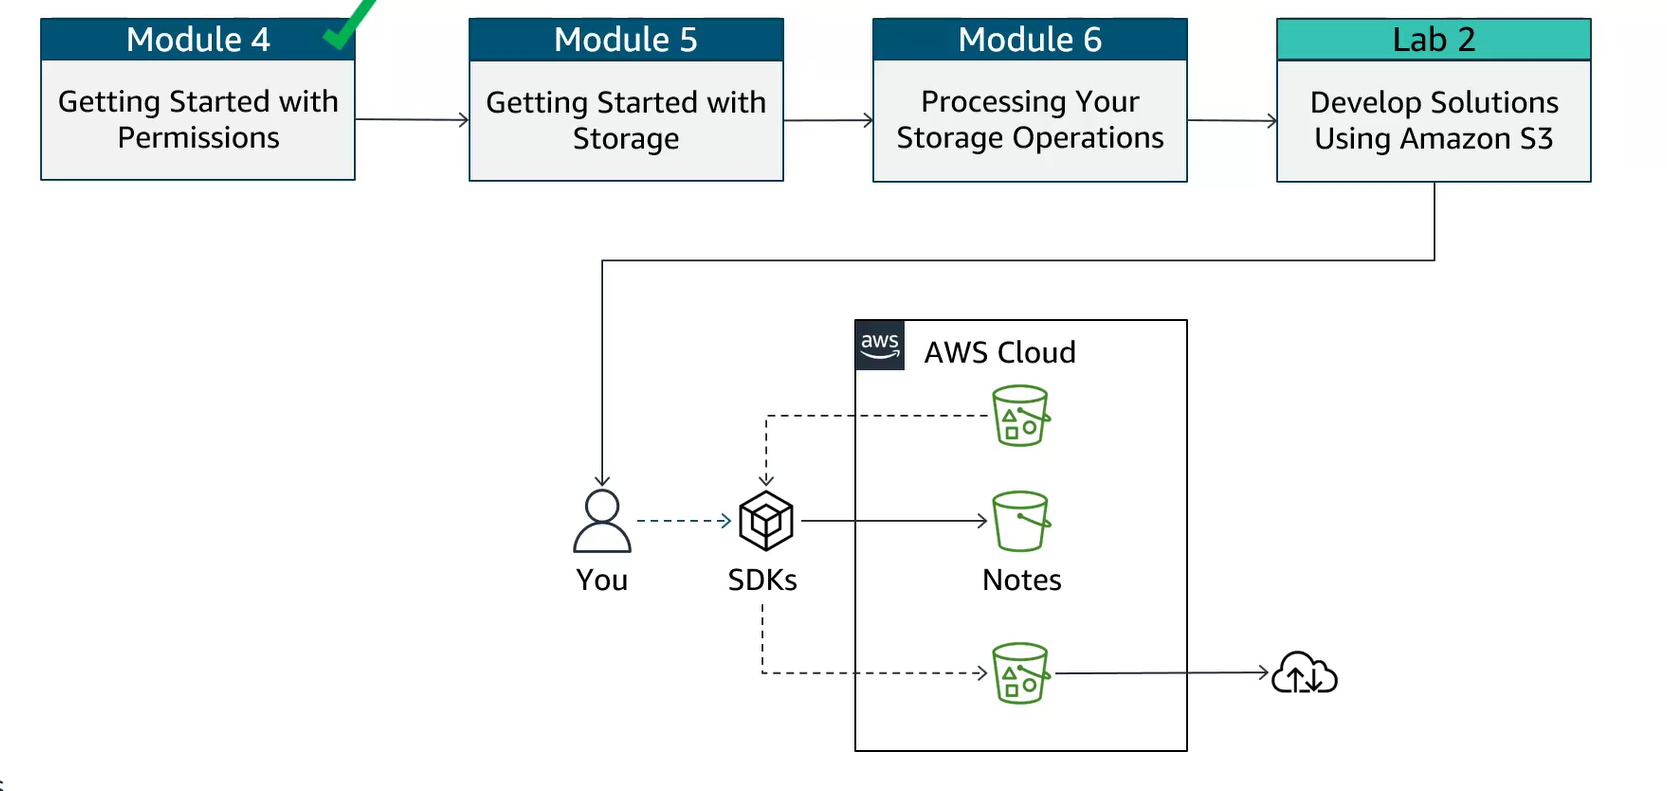 Module 4
Getting Started with
Permissions
Module 5
Getting Started with
Storage
Module 6
Processing Your
Storage Operations
Lab 2
Develop Solutions
Using Amazon S3
aws
AWS Cloud
You
SDKs
Notes